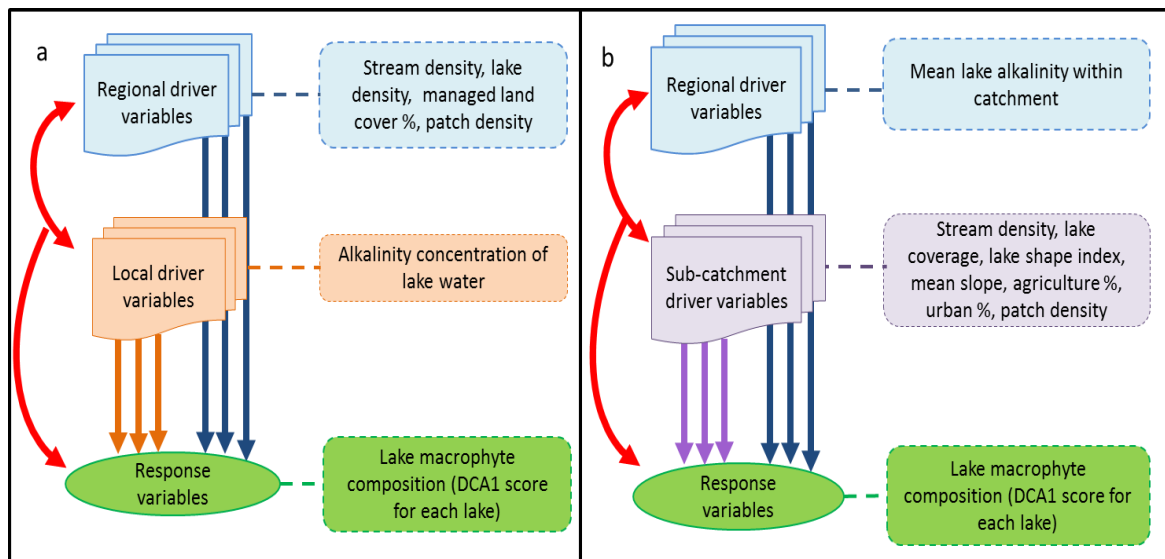 a
Regional driver
variables
Stream density, lake
density, managed land
cover %, patch density
Local driver
variables
Alkalinity concentration of
lake water
Response
variables
Lake macrophyte
composition (DCA1 score
for each lake)
b
Regional driver
variables
Mean lake alkalinity within
catchment
Sub-catchment
driver variables
Stream density, lake
coverage, lake shape index,
mean slope, agriculture %,
urban %, patch density
Response
variables
Lake macrophyte
composition (DCA1 score for
each lake)